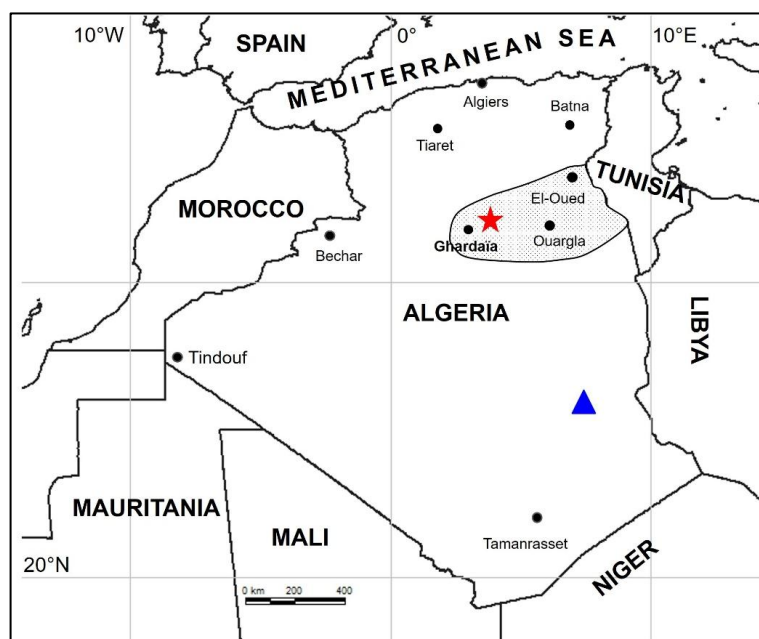 10°W
0°
10°E
SPAIN
MEDITERRANEAN SEA
Algiers
Batna
Tiaret
TUNISIA
El-Oued
MOROCCO
Ghardaïa
Ouargla
Bechar
ALGERIA
LIBYA
Tindouf
MAURITANIA
MALI
Tamanrasset
NIGER
20°N
0 km 200 400